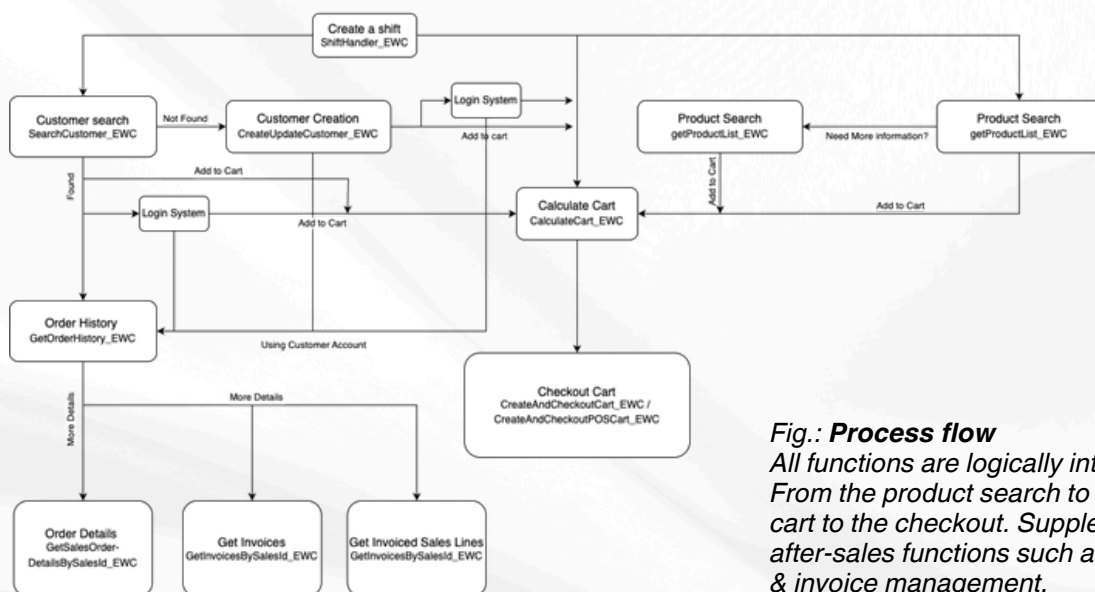 Create a shift
ShiftHandler_EWC
Login System
Customer search
SearchCustomer_EWC
Not Found
Customer Creation
CreateUpdateCustomer_EWC
Add to cart
Product Search
getProductList_EWC
Need More information?
Product Search
getProductList_EWC
Found
Add to Cart
Add to Cart
Login System
Add to Cart
Calculate Cart
CalculateCart_EWC
Add to Cart
Order History
GetOrderHistory_EWC
Using Customer Account
Checkout Cart
CreateAndCheckoutCart_EWC /
CreateAndCheckoutPOSCart_EWC
More Details
More Details
Order Details
GetSalesOrder-
DetailsBySalesId_EWC
Get Invoices
GetInvoicesBySalesId_EWC
Get Invoiced Sales Lines
GetInvoicesBySalesId_EWC
Fig.: Process flow
All functions are logically
From the product search to
cart to the checkout.
after-sales functions such
& invoice management.